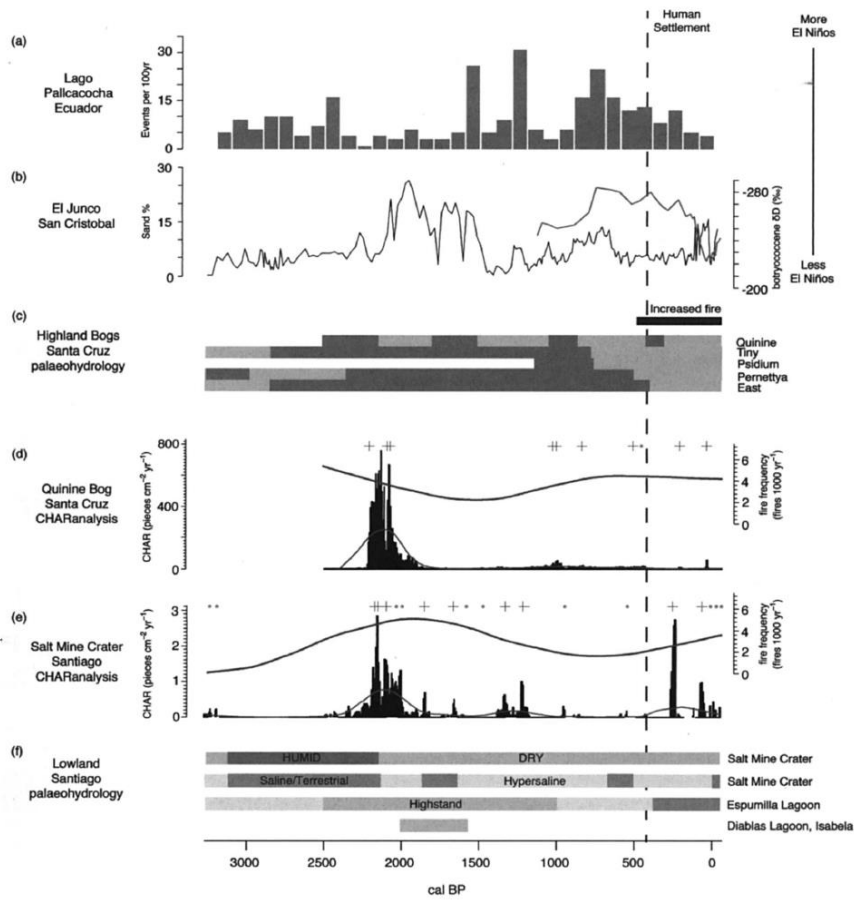 Human
Settlement
More
El Niños
(a)
Lago
Pallcacocha
Ecuador
Events per 100yr
30
15
0
(b)
El Junco
San Cristobal
Sand %
30
15
0
-280
-200
botryococcene δD (‰)
Less
El Niños
(c)
Highland Bogs
Santa Cruz
palaeohydrology
Increased fire
Quinine
Tiny
Psidium
Pernettya
East
(d)
Quinine Bog
Santa Cruz
CHARanalysis
CHAR (pieces cm⁻² yr⁻¹)
800
400
0
6
4
2
0
fire frequency
(fires 1000 yr⁻¹)
(e)
Salt Mine Crater
Santiago
CHARanalysis
CHAR (pieces cm⁻² yr⁻¹)
3
2
1
0
6
4
2
0
fire frequency
(fires 1000 yr⁻¹)
(f)
Lowland
Santiago
palaeohydrology
HUMID DRY Salt Mine Crater
Saline/Terrestrial Hypersaline Salt Mine Crater
Highstand Espumilla Lagoon
Diablas Lagoon, Isabela
3000 2500 2000 1500 1000 500 0
cal BP